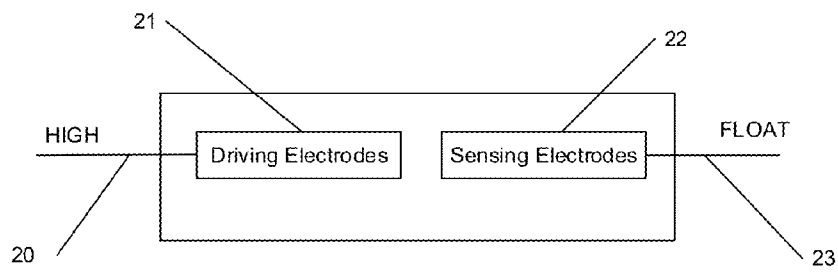 21
22
HIGH
FLOAT
Driving Electrodes
Sensing Electrodes
20
23